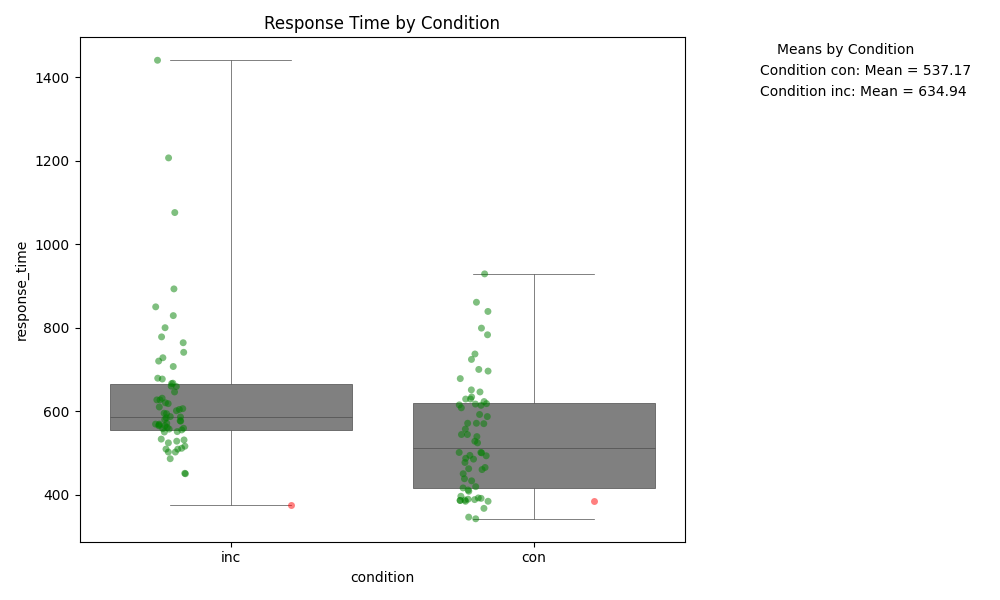 Response Time by Condition
Means by Condition
Condition con: Mean = 537.17
Condition inc: Mean = 634.94
1400
1200
1000
800
600
400
response_time
inc
con
condition